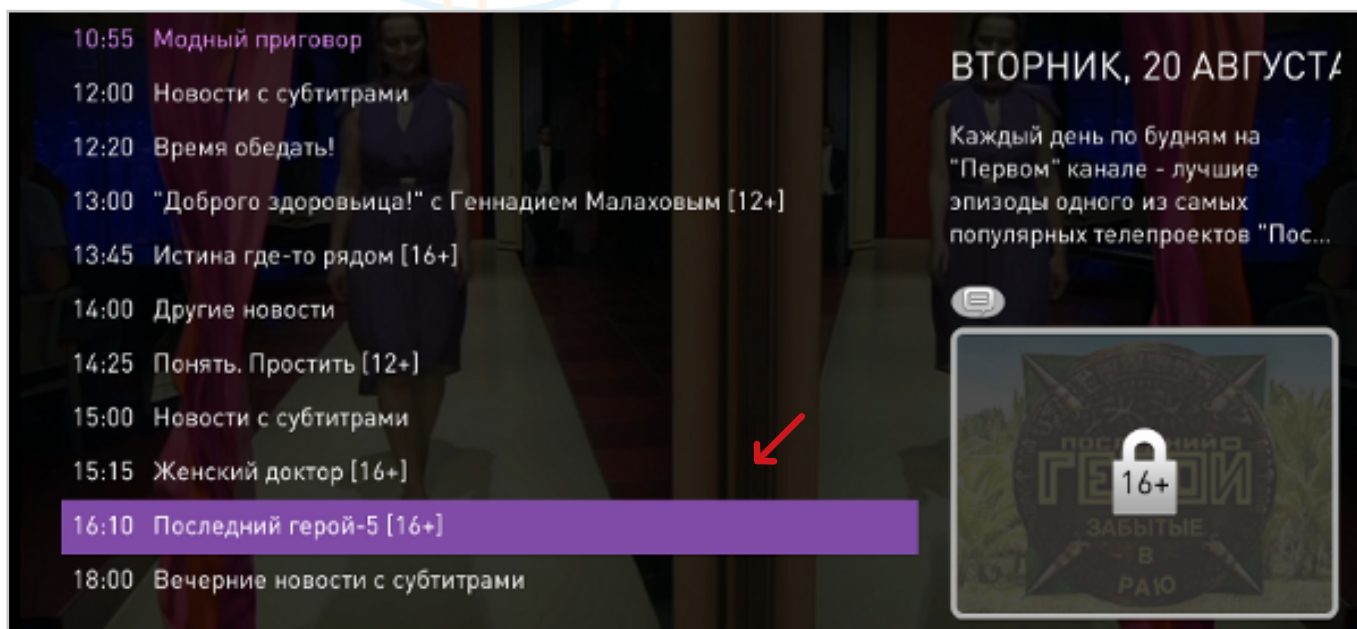 10:55 Модный приговор
12:00 Новости с субтитрами
12:20 Время обедать!
13:00 "Доброго здоровьица!" с Геннадием Малаховым [12+]
13:45 Истина где-то рядом [16+]
14:00 Другие новости
14:25 Понять. Простить [12+]
15:00 Новости с субтитрами
15:15 Женский доктор [16+]
16:10 Последний герой-5 [16+]
18:00 Вечерние новости с субтитрами
ВТОРНИК, 20 АВГУСТА
Каждый день по будням на
"Первом" канале - лучшие
эпизоды одного из самых
популярных телепроектов "Пос...
ПОСЛЕДНИЙ
ГЕРОЙ
16+
ЗАБЫТЫЕ
В
РАЮ